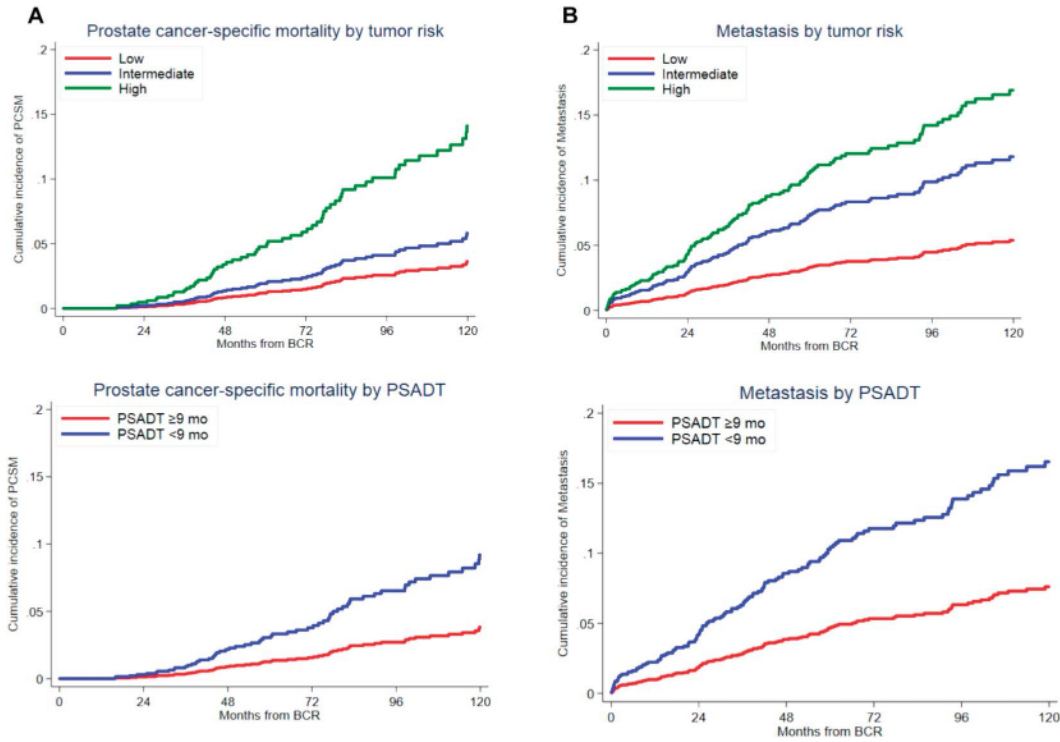 A
Prostate cancer-specific mortality by tumor risk
Low
Intermediate
High
Cumulative incidence of PCSM
.2
.15
.1
.05
0
0 24 48 72 96 120
Months from BCR
B
Metastasis by tumor risk
Low
Intermediate
High
Cumulative incidence of Metastasis
.2
.15
.1
.05
0
0 24 48 72 96 120
Months from BCR
Prostate cancer-specific mortality by PSADT
PSADT ≥9 mo
PSADT <9 mo
Cumulative incidence of PCSM
.2
.15
.1
.05
0
0 24 48 72 96 120
Months from BCR
Metastasis by PSADT
PSADT ≥9 mo
PSADT <9 mo
Cumulative incidence of Metastasis
.2
.15
.1
.05
0
0 24 48 72 96 120
Months from BCR